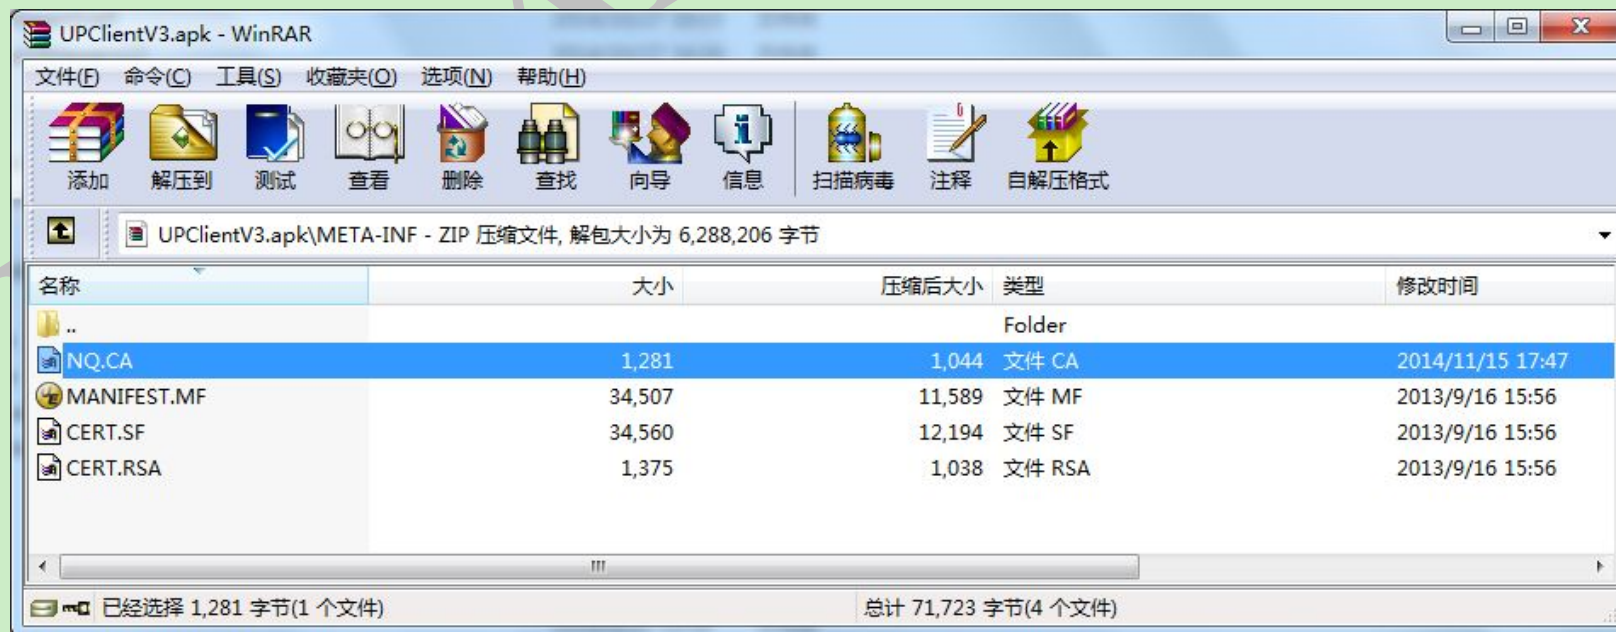 UPClientV3.apk - WinRAR
文件(F) 命令(C) 工具(S) 收藏夹(O) 选项(N) 帮助(H)
添加 解压到 测试 查看 删除 查找 向导 信息 扫描病毒 注释 自解压格式
UPClientV3.apk\META-INF - ZIP 压缩文件, 解包大小为 6,288,206 字节
名称 大小 压缩后大小 类型 修改时间
.. Folder
NQ.CA 1,281 1,044 文件 CA 2014/11/15 17:47
MANIFEST.MF 34,507 11,589 文件 MF 2013/9/16 15:56
CERT.SF 34,560 12,194 文件 SF 2013/9/16 15:56
CERT.RSA 1,375 1,038 文件 RSA 2013/9/16 15:56
已经选择 1,281 字节(1 个文件) 总计 71,723 字节(4 个文件)